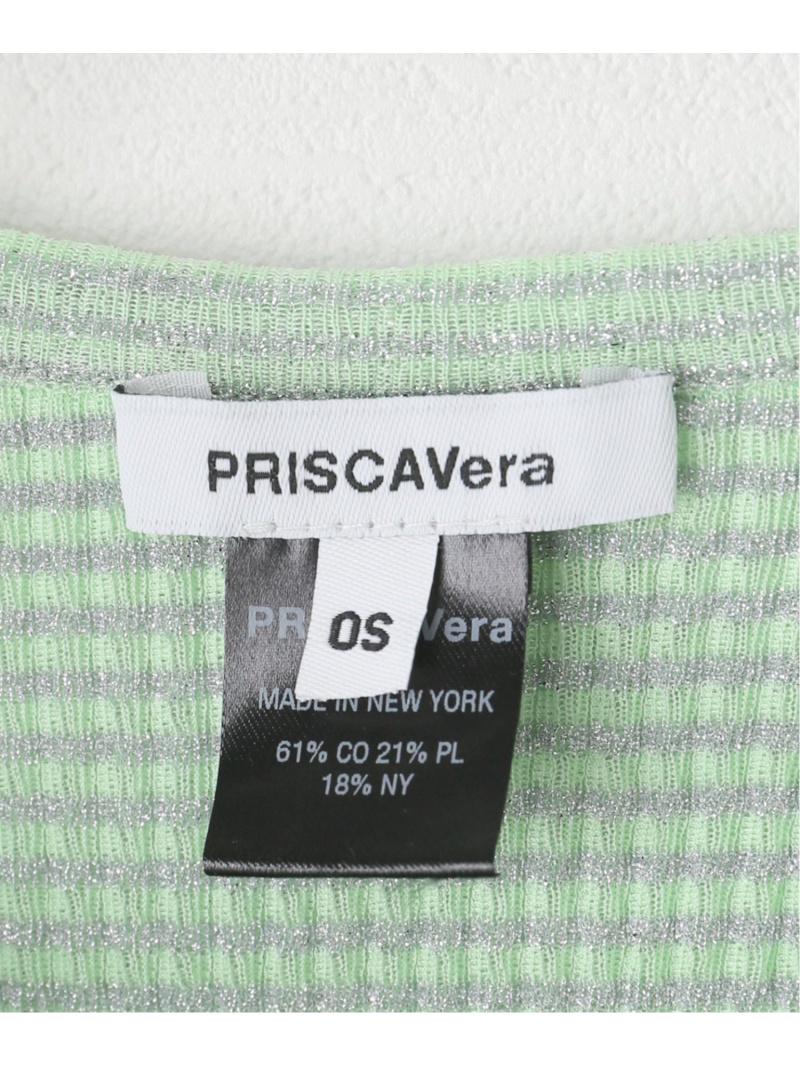 PRISCAVera
OS
PR Vera
MADE IN NEW YORK
61% CO 21% PL
18% NY